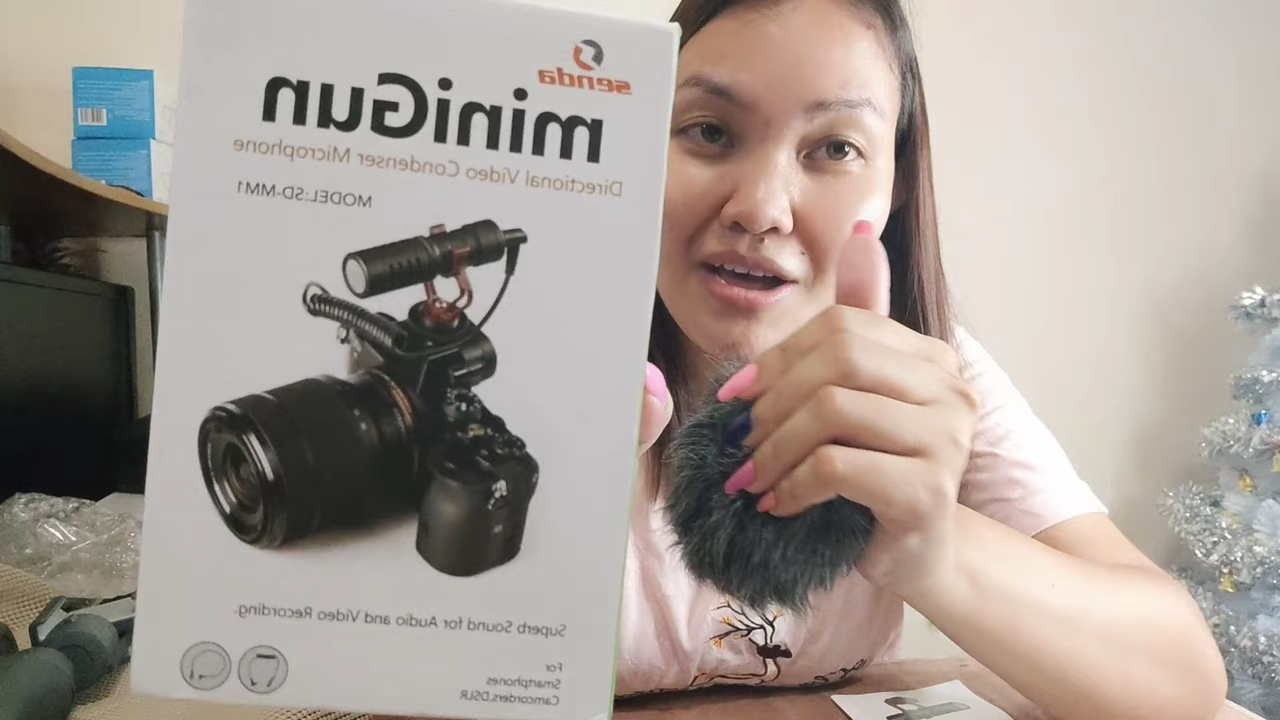 senda
miniGun
Directional Video Condenser Microphone
MODEL:SD-MM1
Superb Sound for Audio and Video Recording.
For
Smartphones
Camcorders,DSLR